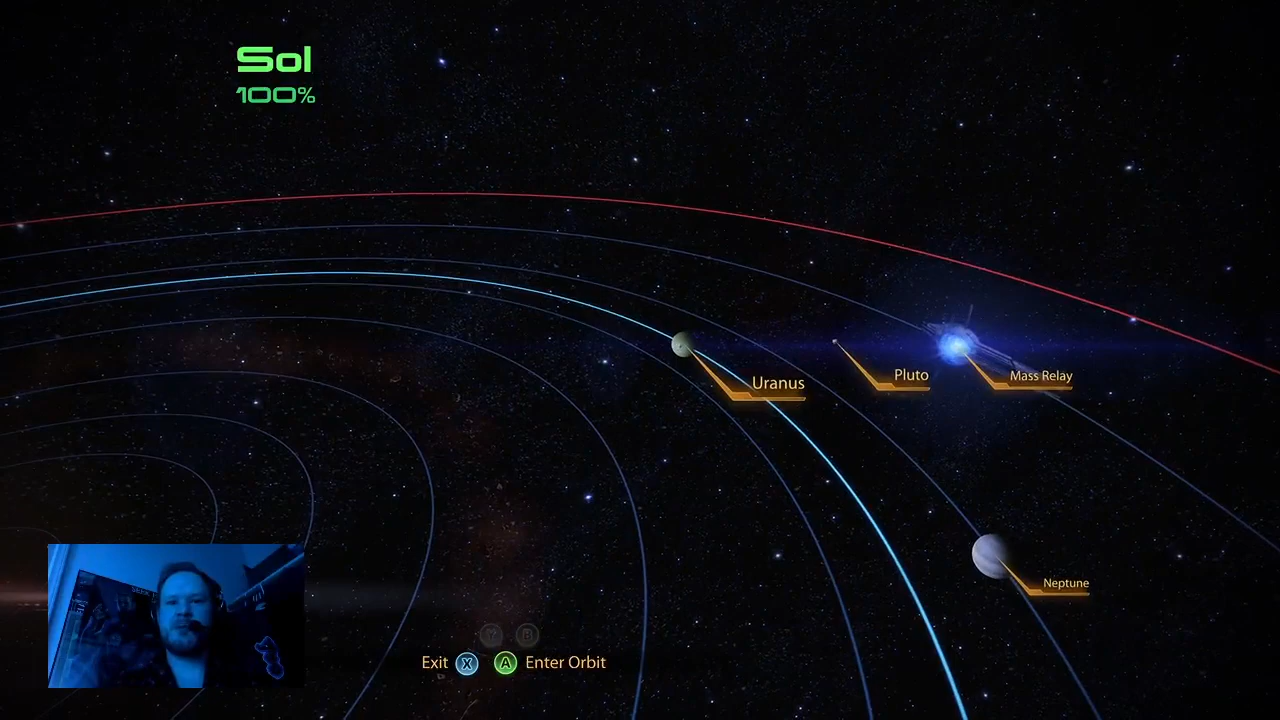 Sol
100%
Uranus
Pluto
Mass Relay
Neptune
Y B
Exit X A Enter Orbit